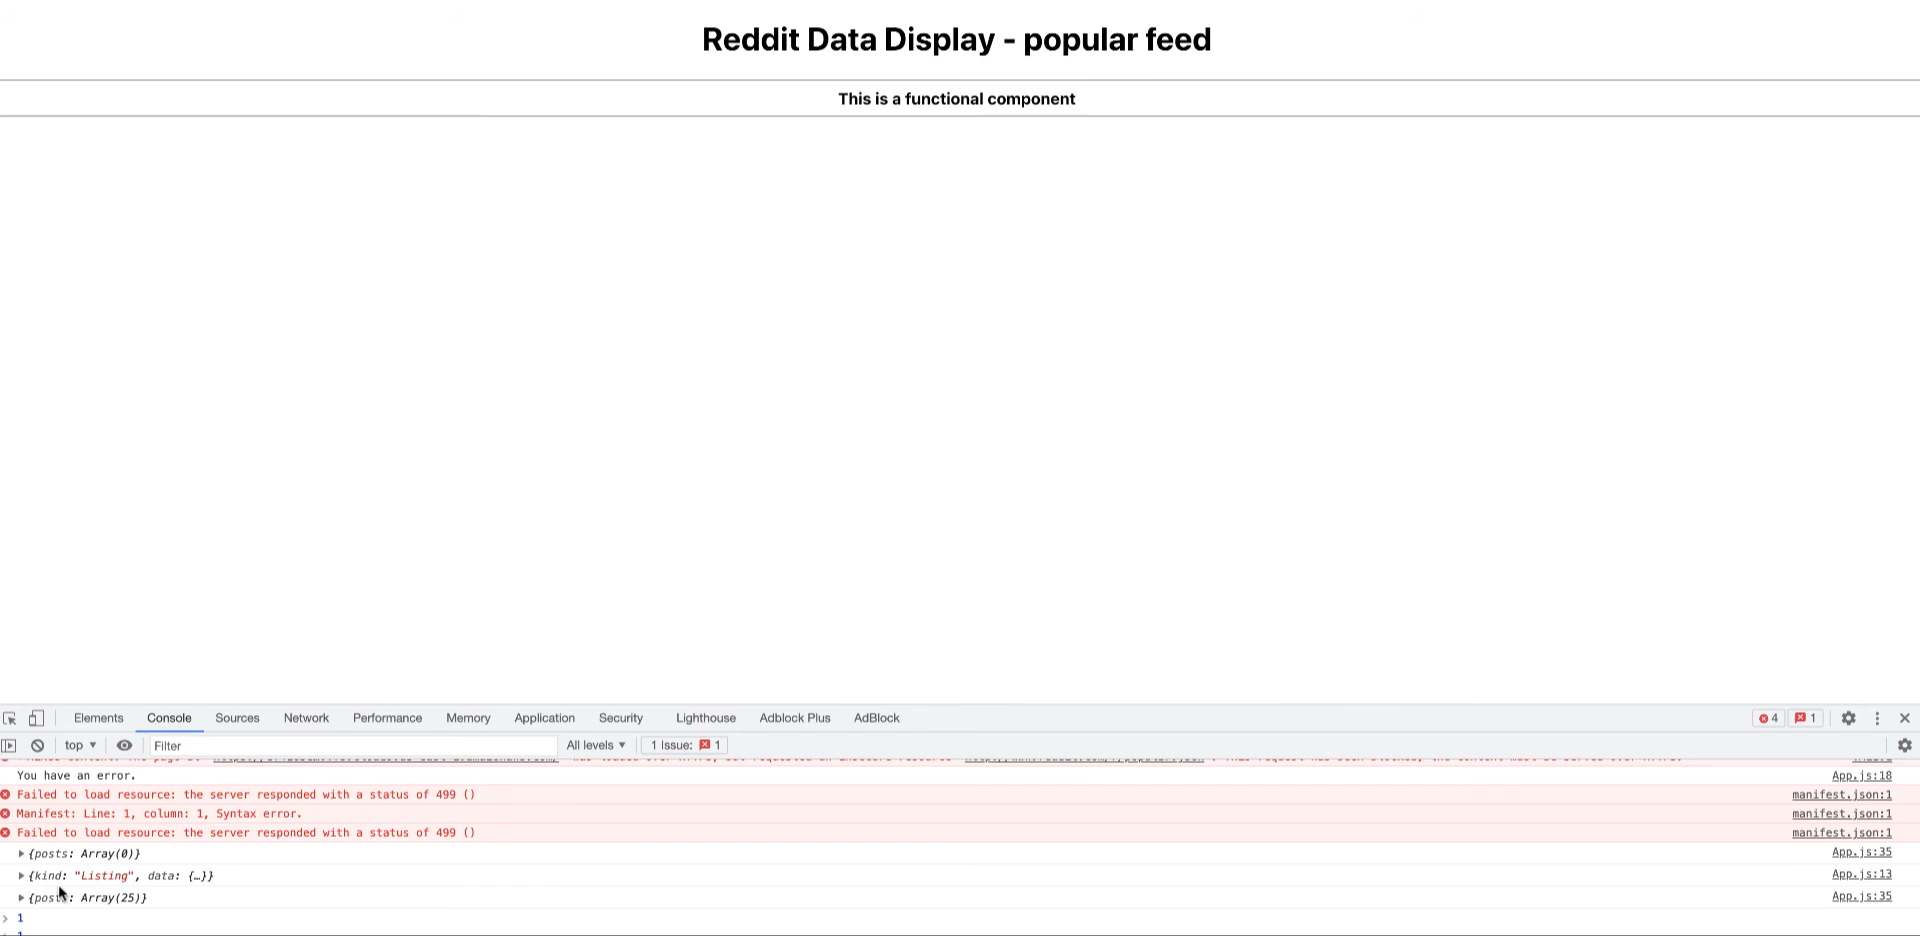 Reddit Data Display - popular feed
This is a functional component
Elements Console Sources Network Performance Memory Application Security Lighthouse Adblock Plus AdBlock 4 1
top Filter All levels 1 Issue: 1
You have an error. App.js:18
Failed to load resource: the server responded with a status of 499 () manifest.json:1
Manifest: Line: 1, column: 1, Syntax error. manifest.json:1
Failed to load resource: the server responded with a status of 499 () manifest.json:1
{posts: Array(0)} App.js:35
{kind: "Listing", data: {…}} App.js:13
{posts: Array(25)} App.js:35
1